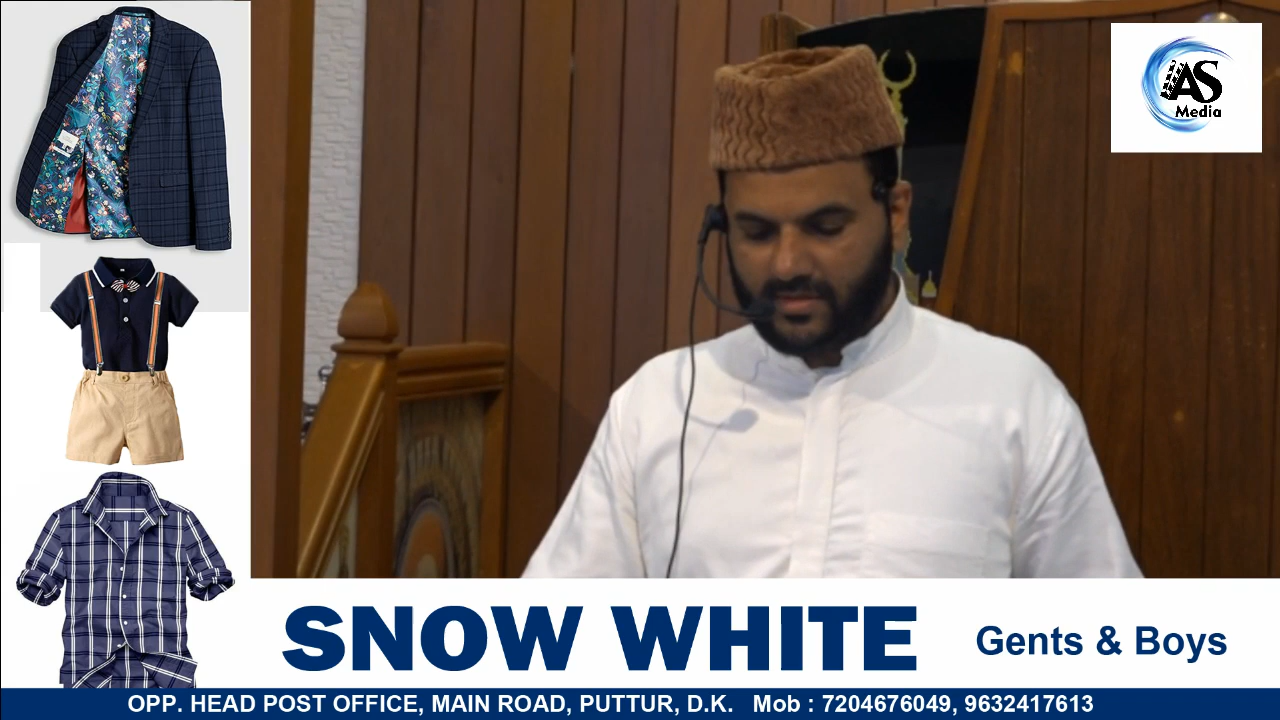 AS
Media
SNOW WHITE
Gents & Boys
OPP. HEAD POST OFFICE, MAIN ROAD, PUTTUR, D.K. Mob : 7204676049, 9632417613